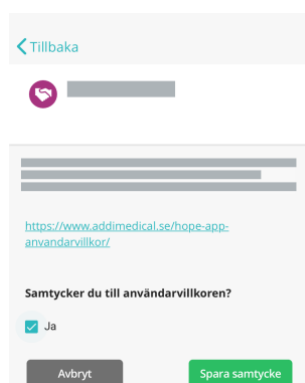 Tillbaka
https://www.addimedical.se/hope-app-
anvandarvillkor/
Samtycker du till användarvillkoren?
Ja
Avbryt
Spara samtycke